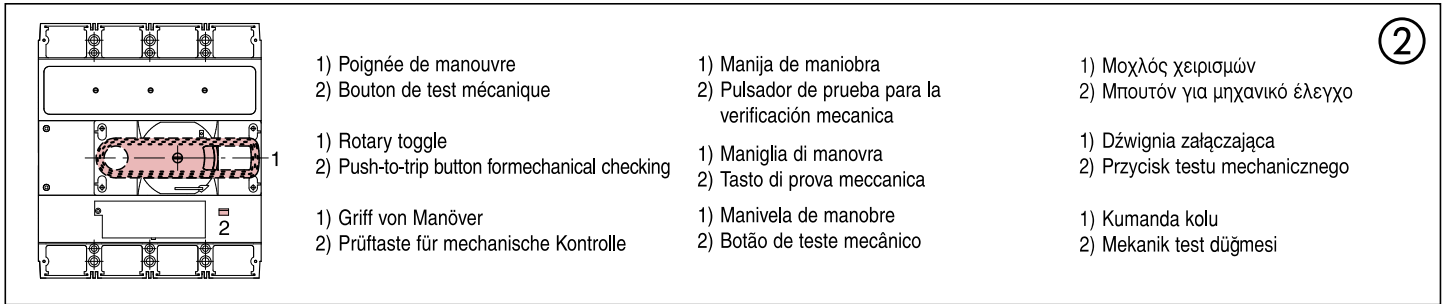 2
1
2
1) Poignée de manouvre
2) Bouton de test mécanique
1) Rotary toggle
2) Push-to-trip button formechanical checking
1) Griff von Manöver
2) Prüftaste für mechanische Kontrolle
1) Manija de maniobra
2) Pulsador de prueba para la
verificación mecanica
1) Maniglia di manovra
2) Tasto di prova meccanica
1) Manivela de manobre
2) Botão de teste mecânico
1) Μοχλός χειρισμών
2) Μπουτόν για μηχανικό έλεγχο
1) Dźwignia załączająca
2) Przycisk testu mechanicznego
1) Kumanda kolu
2) Mekanik test düğmesi